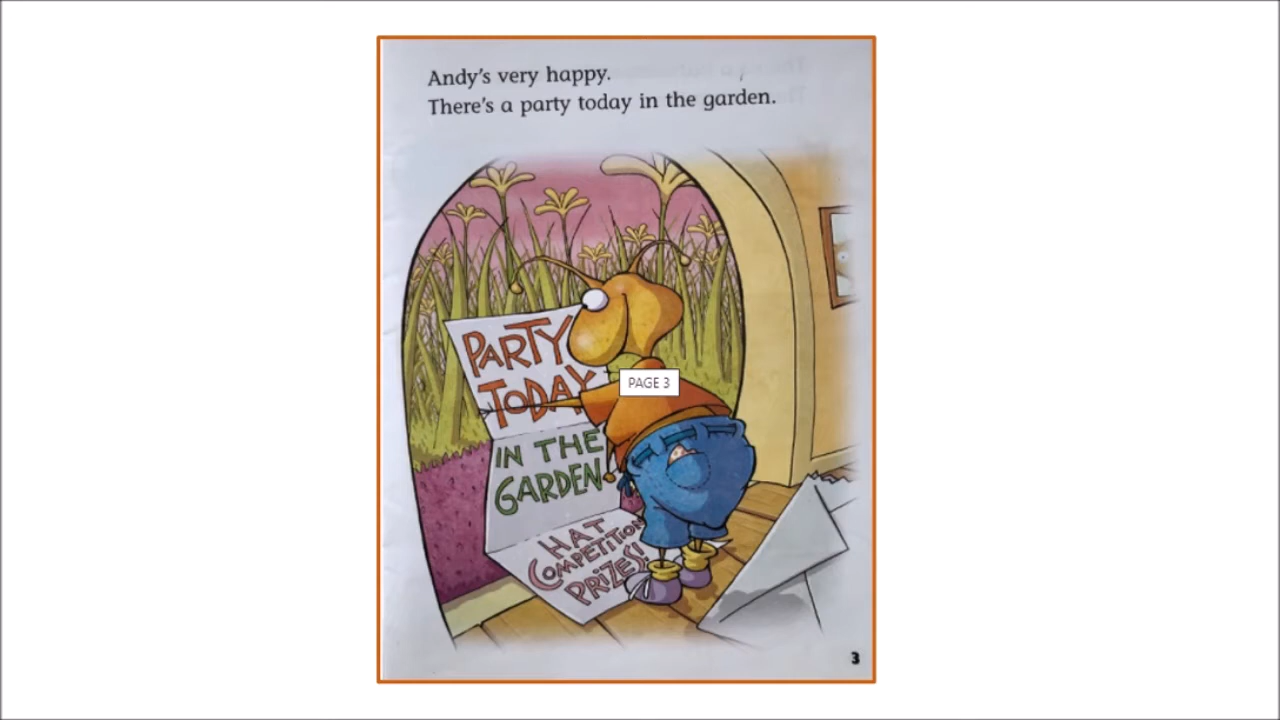 Andy's very happy.
There's a party today in the garden.
PARTY
TODAY
PAGE 3
IN THE
GARDEN
HAT
COMPETITION
PRIZES!
3